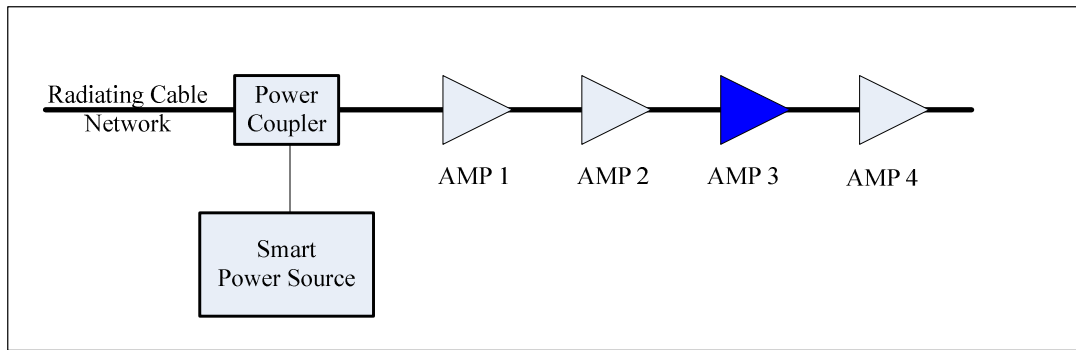 Radiating Cable
Network
Power
Coupler
AMP 1
AMP 2
AMP 3
AMP 4
Smart
Power Source